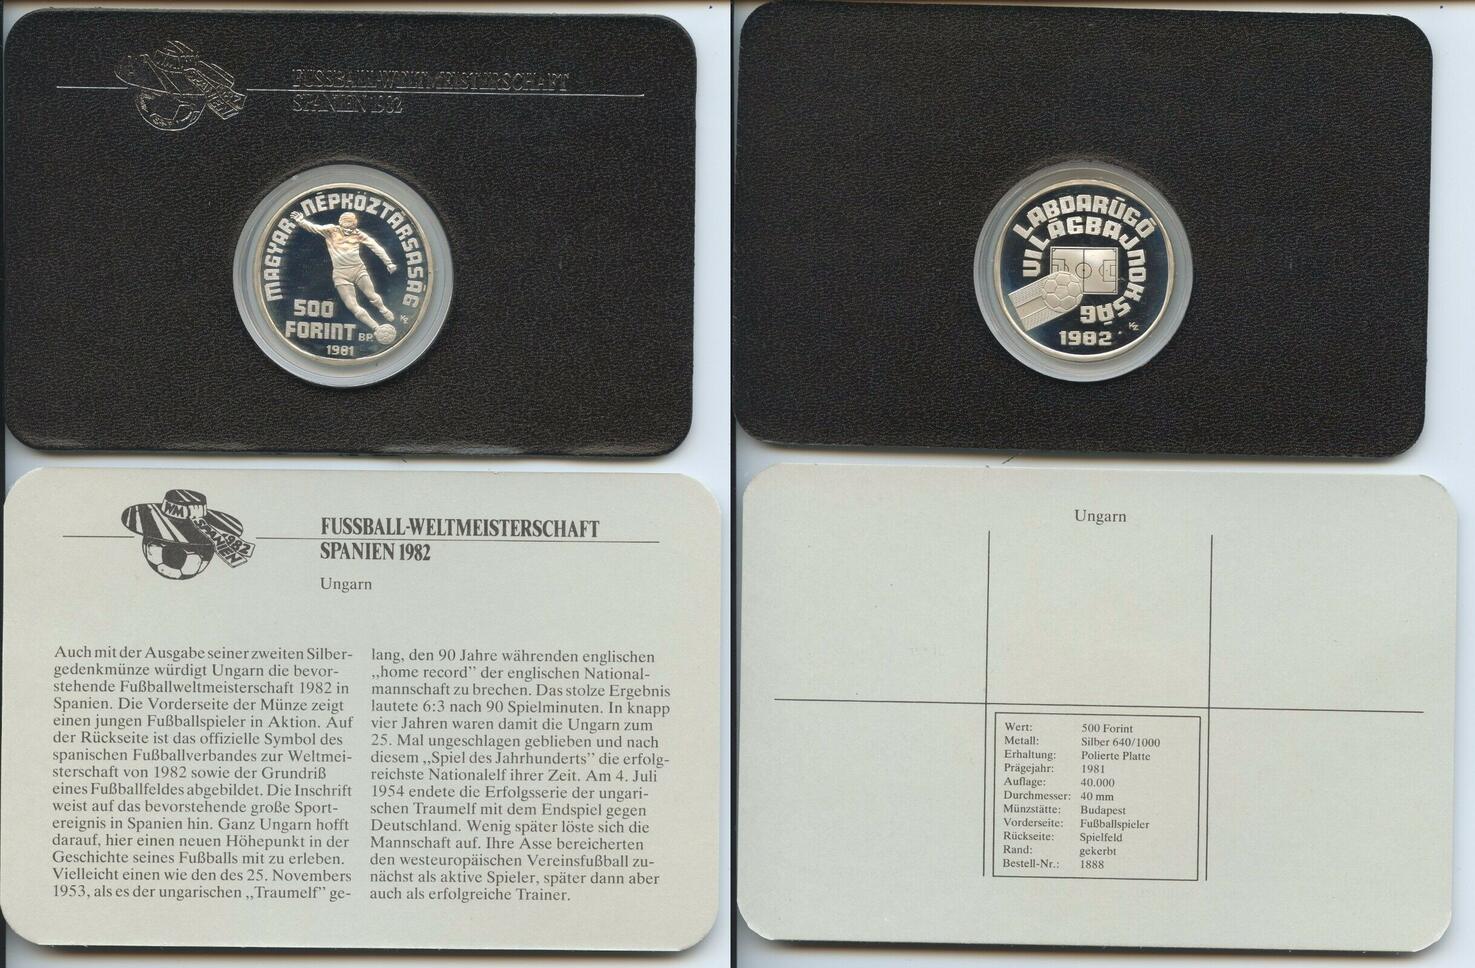 FUSSBALL-WELTMEISTERSCHAFT
SPANIEN 1982
MAGYAR NÉPKÖZTÁRSASÁG
500
FORINT BP.
1981
LABDARÚGÓ
VILÁGBAJNOKSÁG
1982
WM
SPANIEN
1982
FUSSBALL-WELTMEISTERSCHAFT
SPANIEN 1982
Ungarn
Auch mit der Ausgabe seiner zweiten Silber-
gedenkmünze würdigt Ungarn die bevor-
stehende Fußballweltmeisterschaft 1982 in
Spanien. Die Vorderseite der Münze zeigt
einen jungen Fußballspieler in Aktion. Auf
der Rückseite ist das offizielle Symbol des
spanischen Fußballverbandes zur Weltmei-
sterschaft von 1982 sowie der Grundriß
eines Fußballfeldes abgebildet. Die Inschrift
weist auf das bevorstehende große Sport-
ereignis in Spanien hin. Ganz Ungarn hofft
darauf, hier einen neuen Höhepunkt in der
Geschichte seines Fußballs mit zu erleben.
Vielleicht einen wie den des 25. Novembers
1953, als es der ungarischen „Traumelf” ge-
lang, den 90 Jahre währenden englischen
„home record” der englischen National-
mannschaft zu brechen. Das stolze Ergebnis
lautete 6:3 nach 90 Spielminuten. In knapp
vier Jahren waren damit die Ungarn zum
25. Mal ungeschlagen geblieben und nach
diesem „Spiel des Jahrhunderts” die erfolg-
reichste Nationalelf ihrer Zeit. Am 4. Juli
1954 endete die Erfolgsserie der ungari-
schen Traumelf mit dem Endspiel gegen
Deutschland. Wenig später löste sich die
Mannschaft auf. Ihre Asse bereicherten
den westeuropäischen Vereinsfußball zu-
nächst als aktive Spieler, später dann aber
auch als erfolgreiche Trainer.
Ungarn
Wert: 500 Forint
Metall: Silber 640/1000
Erhaltung: Polierte Platte
Prägejahr: 1981
Auflage: 40.000
Durchmesser: 40 mm
Münzstätte: Budapest
Vorderseite: Fußballspieler
Rückseite: Spielfeld
Rand: gekerbt
Bestell-Nr.: 1888